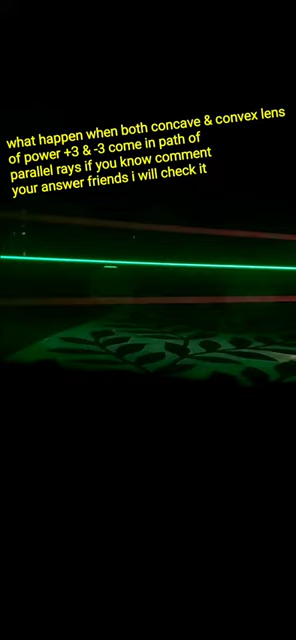 what happen when both concave & convex lens
of power +3 & -3 come in path of
parallel rays if you know comment
your answer friends i will check it